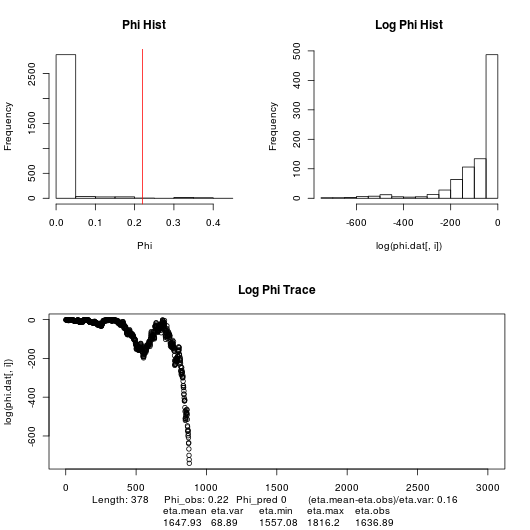 Phi Hist
Log Phi Hist
Frequency
0
500
1500
2500
0.0 0.1 0.2 0.3 0.4
Phi
Frequency
0 100 200 300 400 500
-600 -400 -200 0
log(phi.dat[, i])
Log Phi Trace
log(phi.dat[, i])
-600 -400 -200 0
0 500 1000 1500 2000 2500 3000
Length: 378 Phi_obs: 0.22 Phi_pred 0 (eta.mean-eta.obs)/eta.var: 0.16
eta.mean eta.var eta.min eta.max eta.obs
1647.93 68.89 1557.08 1816.2 1636.89